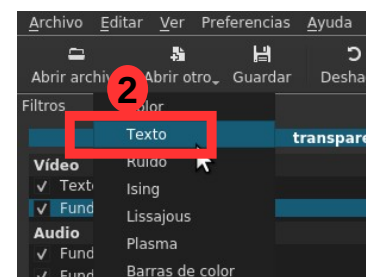 Archivo Editar Ver Preferencias Ayuda
Abrir archi Abrir otro Guardar Desha
Filtros
2
olor
Texto
transpare
Ruido
Vídeo
Text
Ising
Fund
Lissajous
Audio
Plasma
Fund
Barras de color
Fund